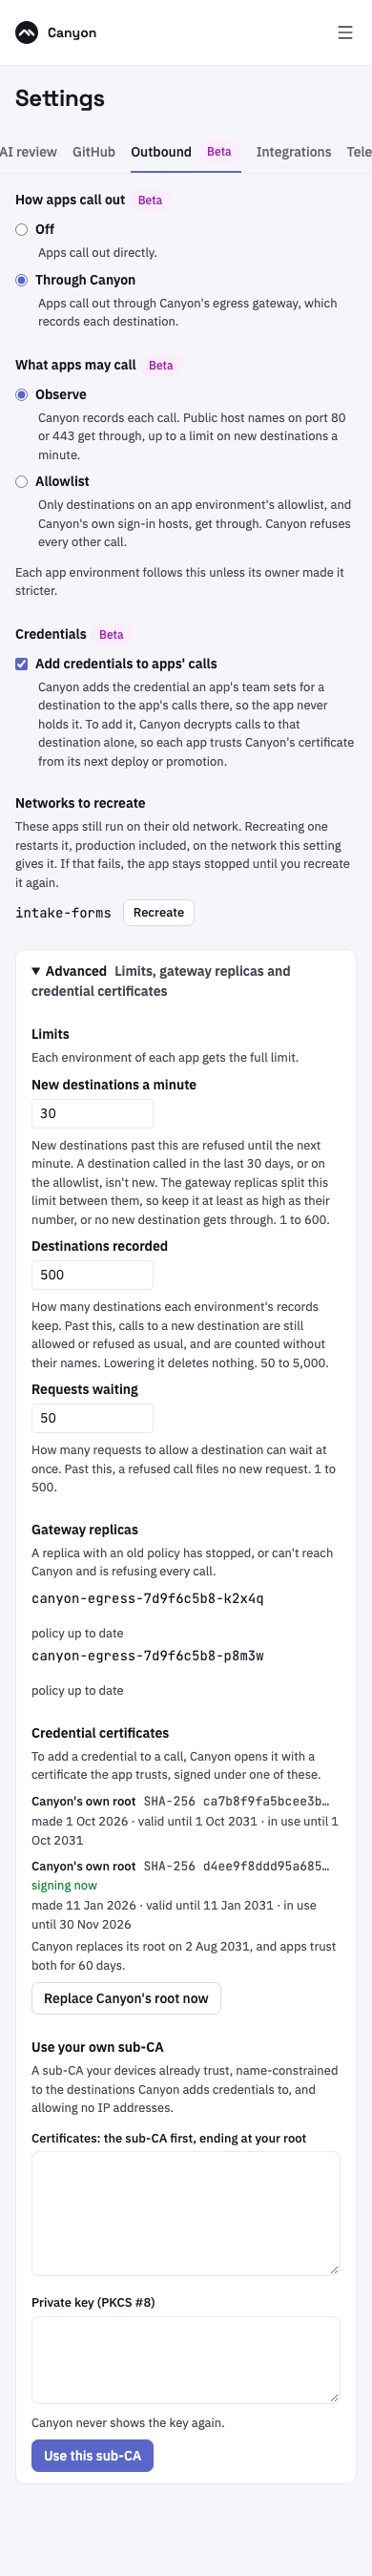 Canyon
Settings
AI review GitHub Outbound Beta Integrations Tele
How apps call out Beta
Off
Apps call out directly.
Through Canyon
Apps call out through Canyon's egress gateway, which
records each destination.
What apps may call Beta
Observe
Canyon records each call. Public host names on port 80
or 443 get through, up to a limit on new destinations a
minute.
Allowlist
Only destinations on an app environment's allowlist, and
Canyon's own sign-in hosts, get through. Canyon refuses
every other call.
Each app environment follows this unless its owner made it
stricter.
Credentials Beta
Add credentials to apps' calls
Canyon adds the credential an app's team sets for a
destination to the app's calls there, so the app never
holds it. To add it, Canyon decrypts calls to that
destination alone, so each app trusts Canyon's certificate
from its next deploy or promotion.
Networks to recreate
These apps still run on their old network. Recreating one
restarts it, production included, on the network this setting
gives it. If that fails, the app stays stopped until you recreate
it again.
intake-forms Recreate
Advanced Limits, gateway replicas and
credential certificates
Limits
Each environment of each app gets the full limit.
New destinations a minute
30
New destinations past this are refused until the next
minute. A destination called in the last 30 days, or on
the allowlist, isn't new. The gateway replicas split this
limit between them, so keep it at least as high as their
number, or no new destination gets through. 1 to 600.
Destinations recorded
500
How many destinations each environment's records
keep. Past this, calls to a new destination are still
allowed or refused as usual, and are counted without
their names. Lowering it deletes nothing. 50 to 5,000.
Requests waiting
50
How many requests to allow a destination can wait at
once. Past this, a refused call files no new request. 1 to
500.
Gateway replicas
A replica with an old policy has stopped, or can't reach
Canyon and is refusing every call.
canyon-egress-7d9f6c5b8-k2x4q
policy up to date
canyon-egress-7d9f6c5b8-p8m3w
policy up to date
Credential certificates
To add a credential to a call, Canyon opens it with a
certificate the app trusts, signed under one of these.
Canyon's own root SHA-256 ca7b8f9fa5bcee3b…
made 1 Oct 2026 · valid until 1 Oct 2031 · in use until 1
Oct 2031
Canyon's own root SHA-256 d4ee9f8ddd95a685…
signing now
made 11 Jan 2026 · valid until 11 Jan 2031 · in use
until 30 Nov 2026
Canyon replaces its root on 2 Aug 2031, and apps trust
both for 60 days.
Replace Canyon's root now
Use your own sub-CA
A sub-CA your devices already trust, name-constrained
to the destinations Canyon adds credentials to, and
allowing no IP addresses.
Certificates: the sub-CA first, ending at your root
Private key (PKCS #8)
Canyon never shows the key again.
Use this sub-CA